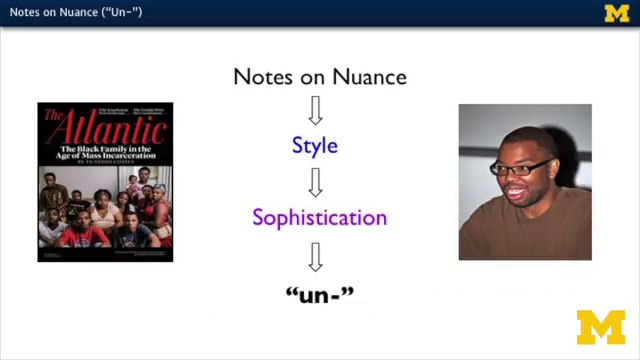 Notes on Nuance ("Un-")
M
Notes on Nuance
Style
Sophistication
“un-”
The Atlantic
The Black Family in the
Age of Mass Incarceration
BY TA-NEHISI COATES
M